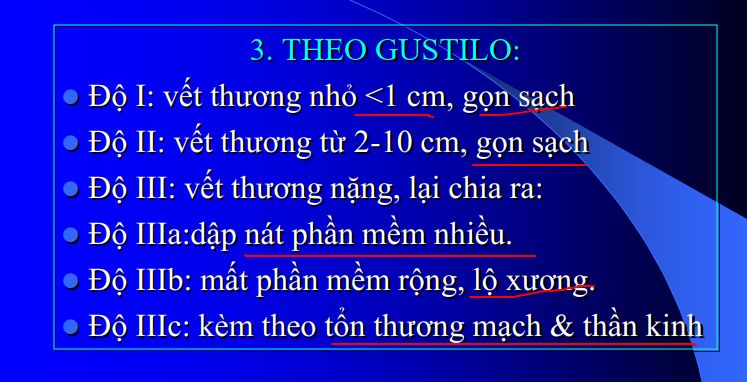 3. THEO GUSTILO:
Độ I: vết thương nhỏ <1 cm, gọn sạch
Độ II: vết thương từ 2-10 cm, gọn sạch
Độ III: vết thương nặng, lại chia ra:
Độ IIIa:dập nát phần mềm nhiều.
Độ IIIb: mất phần mềm rộng, lộ xương.
Độ IIIc: kèm theo tổn thương mạch & thần kinh